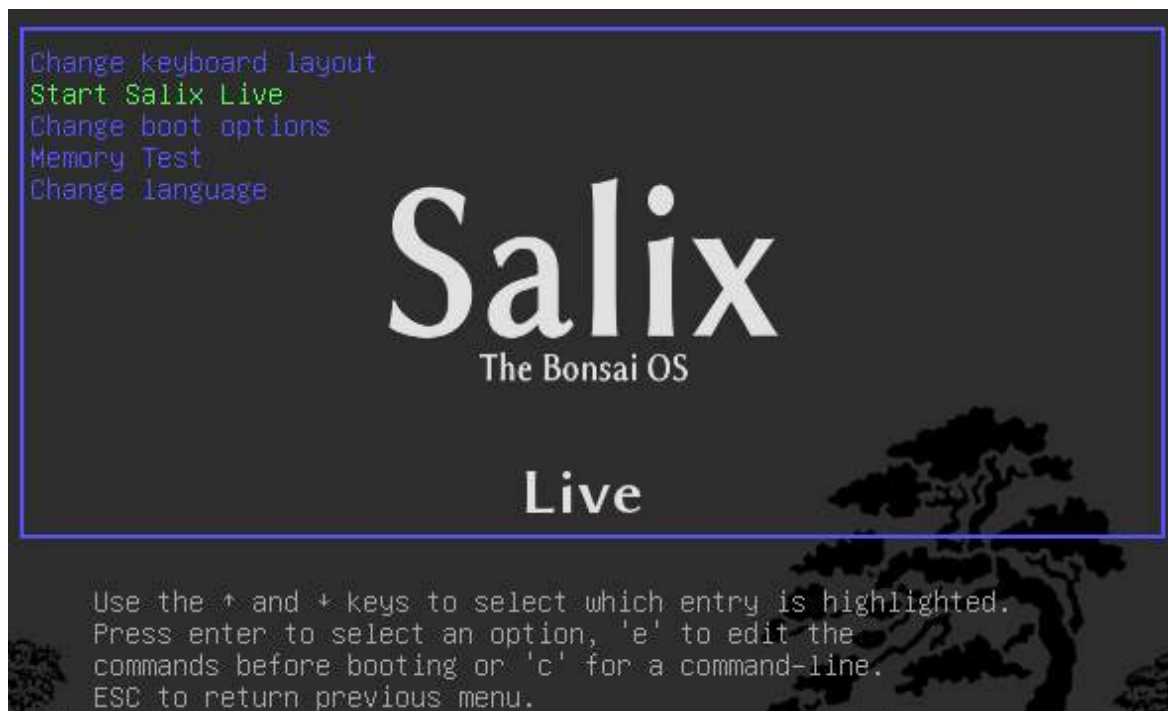 Change keyboard layout
Start Salix Live
Change boot options
Memory Test
Change language
Salix
The Bonsai OS
Live
Use the ↑ and ↓ keys to select which entry is highlighted.
Press enter to select an option, 'e' to edit the
commands before booting or 'c' for a command-line.
ESC to return previous menu.